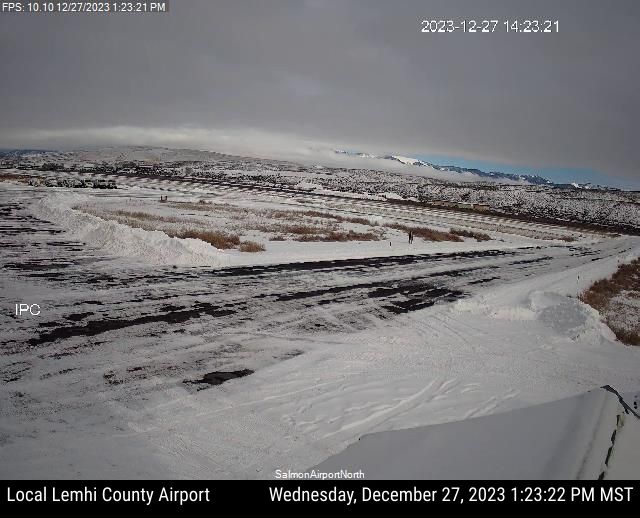 FPS: 10.10 12/27/2023 1:23:21 PM
2023-12-27 14:23:21
IPC
SalmonAirportNorth
Local Lemhi County Airport Wednesday, December 27, 2023 1:23:22 PM MST